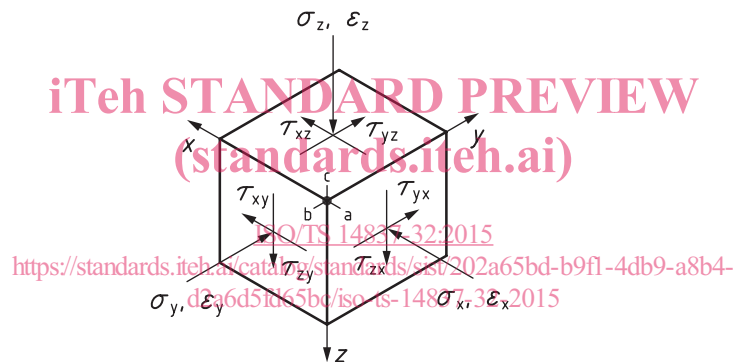 σz, εz
iTeh STANDARD PREVIEW
τxz τyz
x y
(standards.iteh.ai)
c
τxy τyx
b a
ISO/TS 14837-32:2015
https://standards.iteh.ai/catalog/standards/sist/202a65bd-b9f1-4db9-a8b4-
τzy τzx
d2a6d5fd65bc/iso-ts-14837-32-2015
σy, εy σx, εx
z